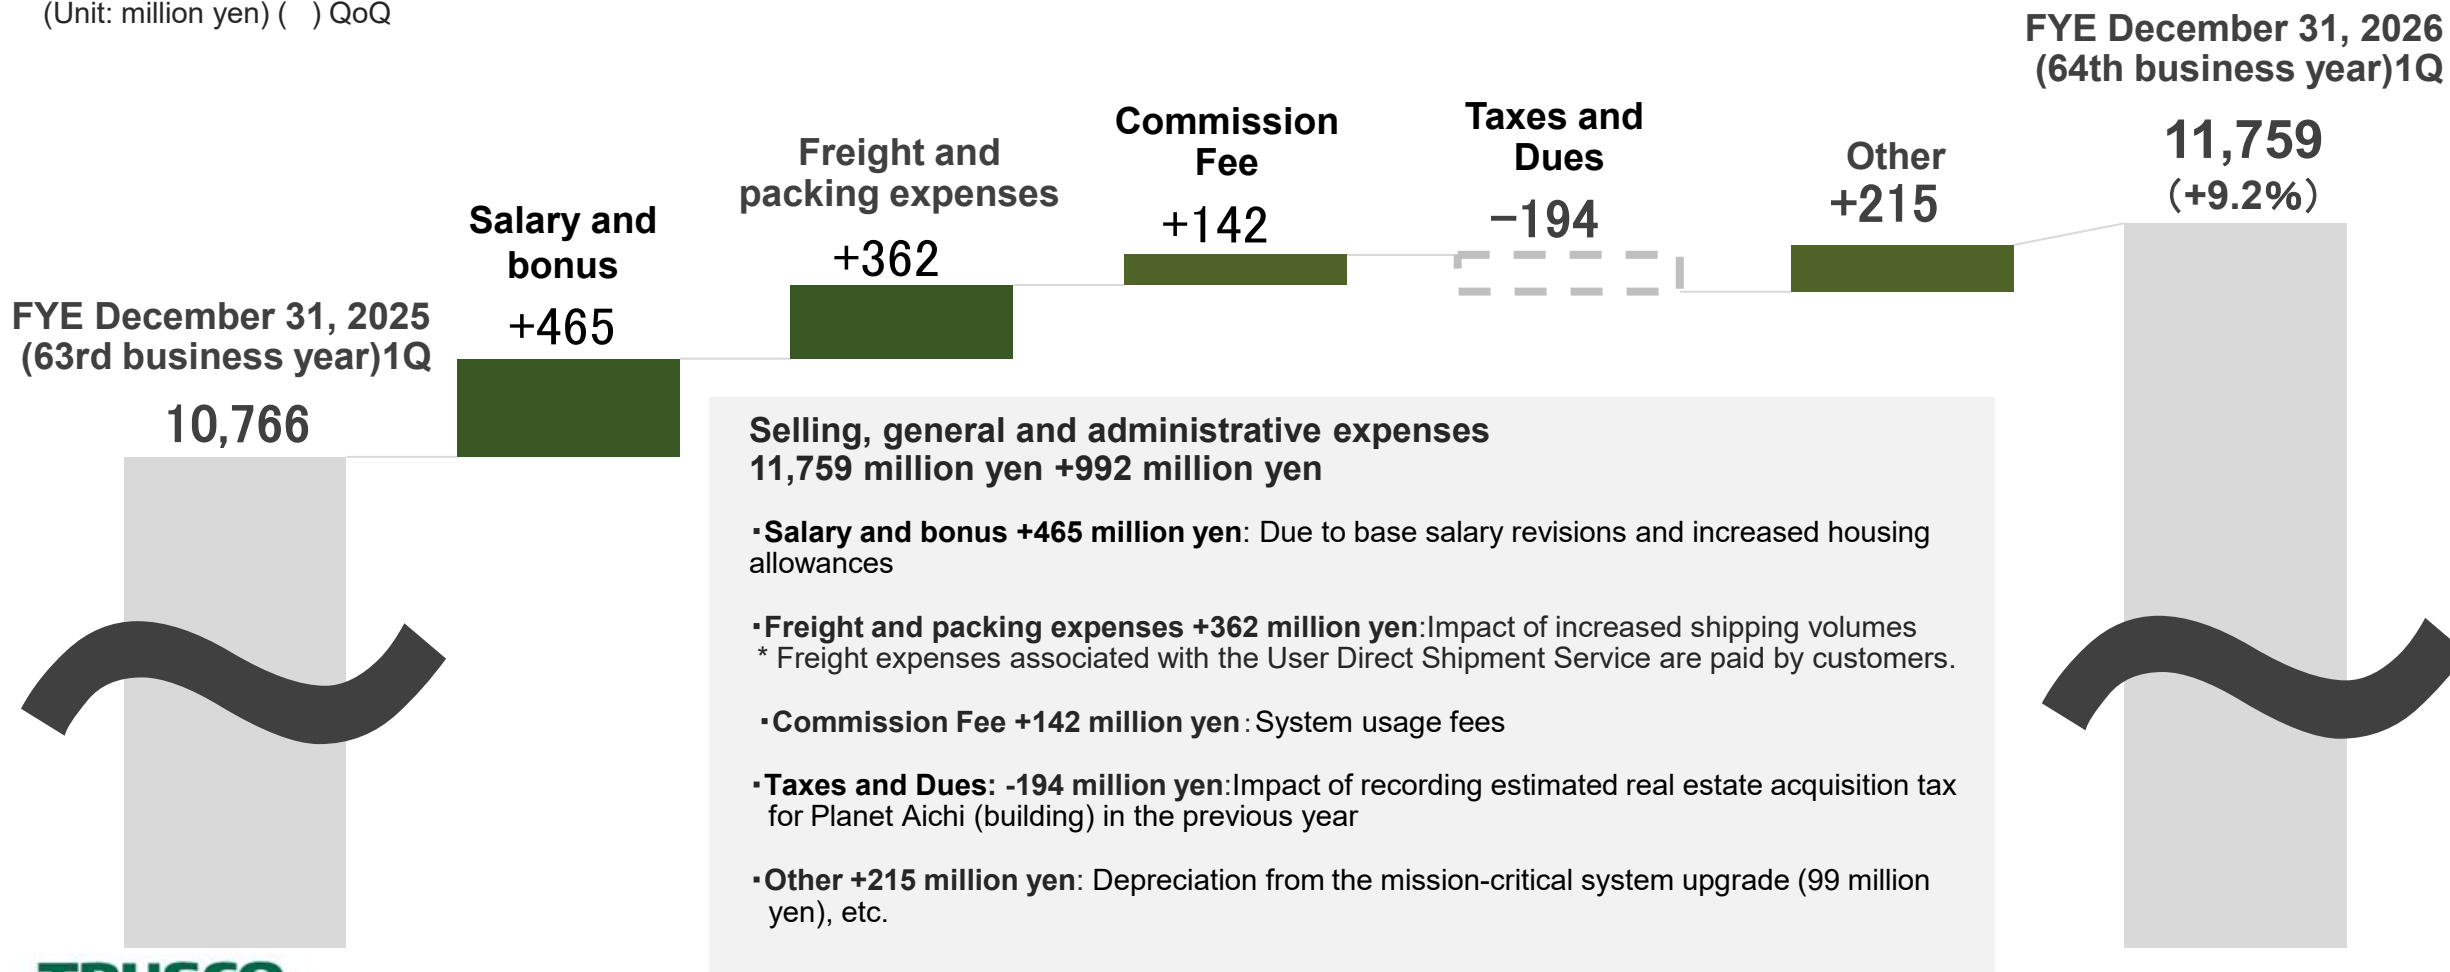 (Unit: million yen) (   ) QoQ
FYE December 31, 2025
(63rd business year)1Q
10,766
Salary and
bonus
+465
Freight and
packing expenses
+362
Commission
Fee
+142
Taxes and
Dues
−194
Other
+215
FYE December 31, 2026
(64th business year)1Q
11,759
(+9.2%)
Selling, general and administrative expenses
11,759 million yen +992 million yen
・Salary and bonus +465 million yen: Due to base salary revisions and increased housing
allowances
・Freight and packing expenses +362 million yen:Impact of increased shipping volumes
* Freight expenses associated with the User Direct Shipment Service are paid by customers.
・Commission Fee +142 million yen：System usage fees
・Taxes and Dues: -194 million yen:Impact of recording estimated real estate acquisition tax
for Planet Aichi (building) in the previous year
・Other +215 million yen: Depreciation from the mission-critical system upgrade (99 million
yen), etc.
TRUSCO